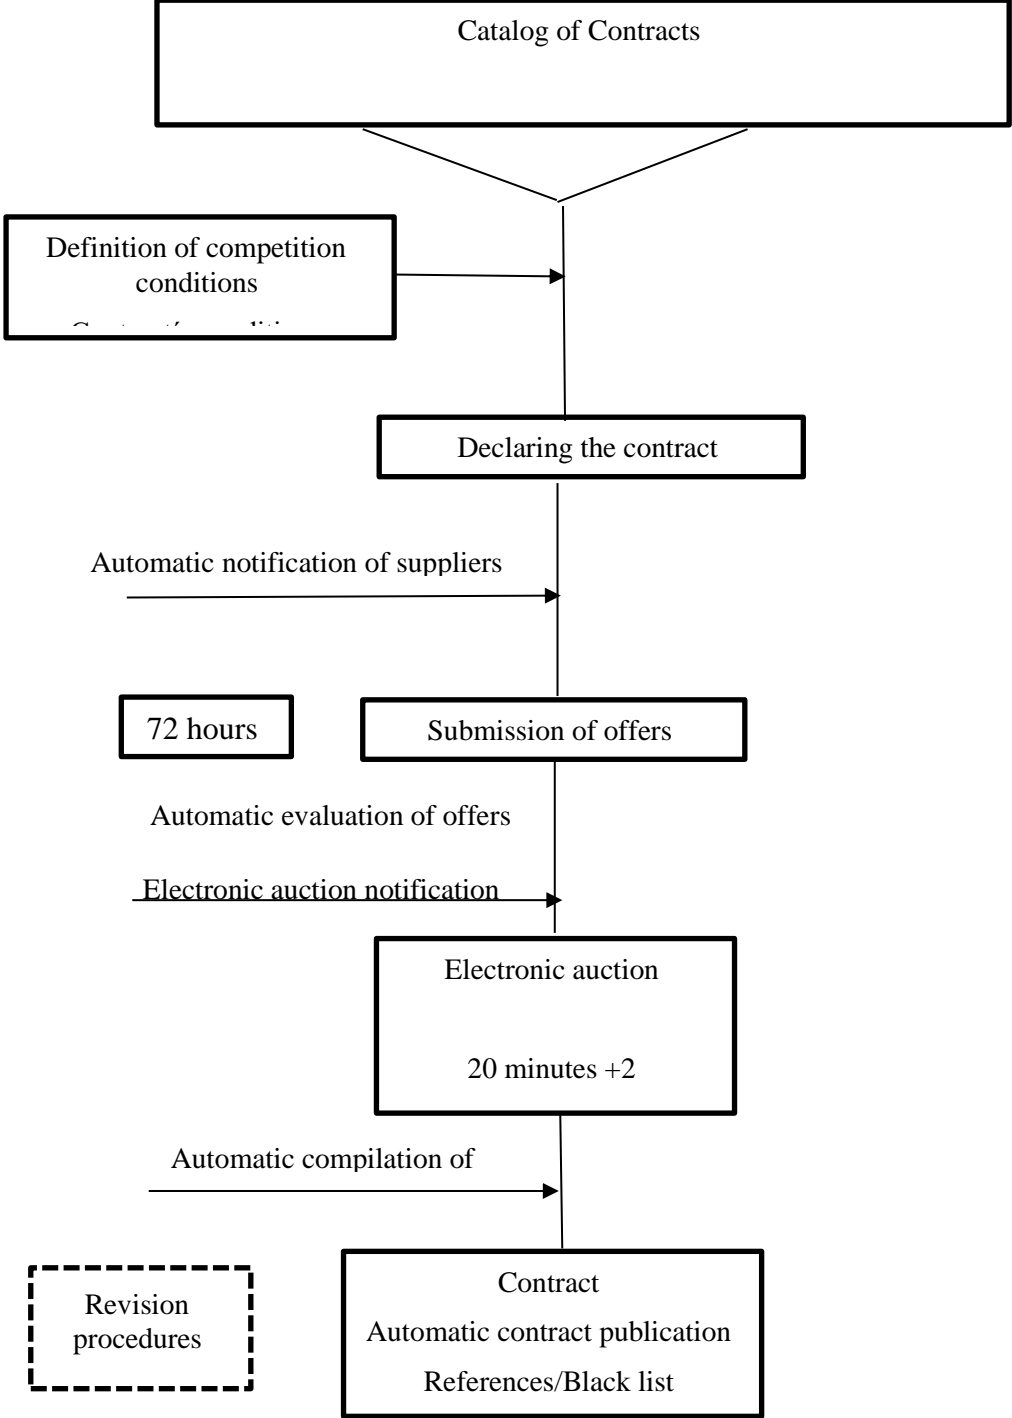 Catalog of Contracts
Definition of competition
conditions
Declaring the contract
Automatic notification of suppliers
72 hours
Submission of offers
Automatic evaluation of offers
Electronic auction notification
Electronic auction
20 minutes +2
Automatic compilation of
Revision
procedures
Contract
Automatic contract publication
References/Black list